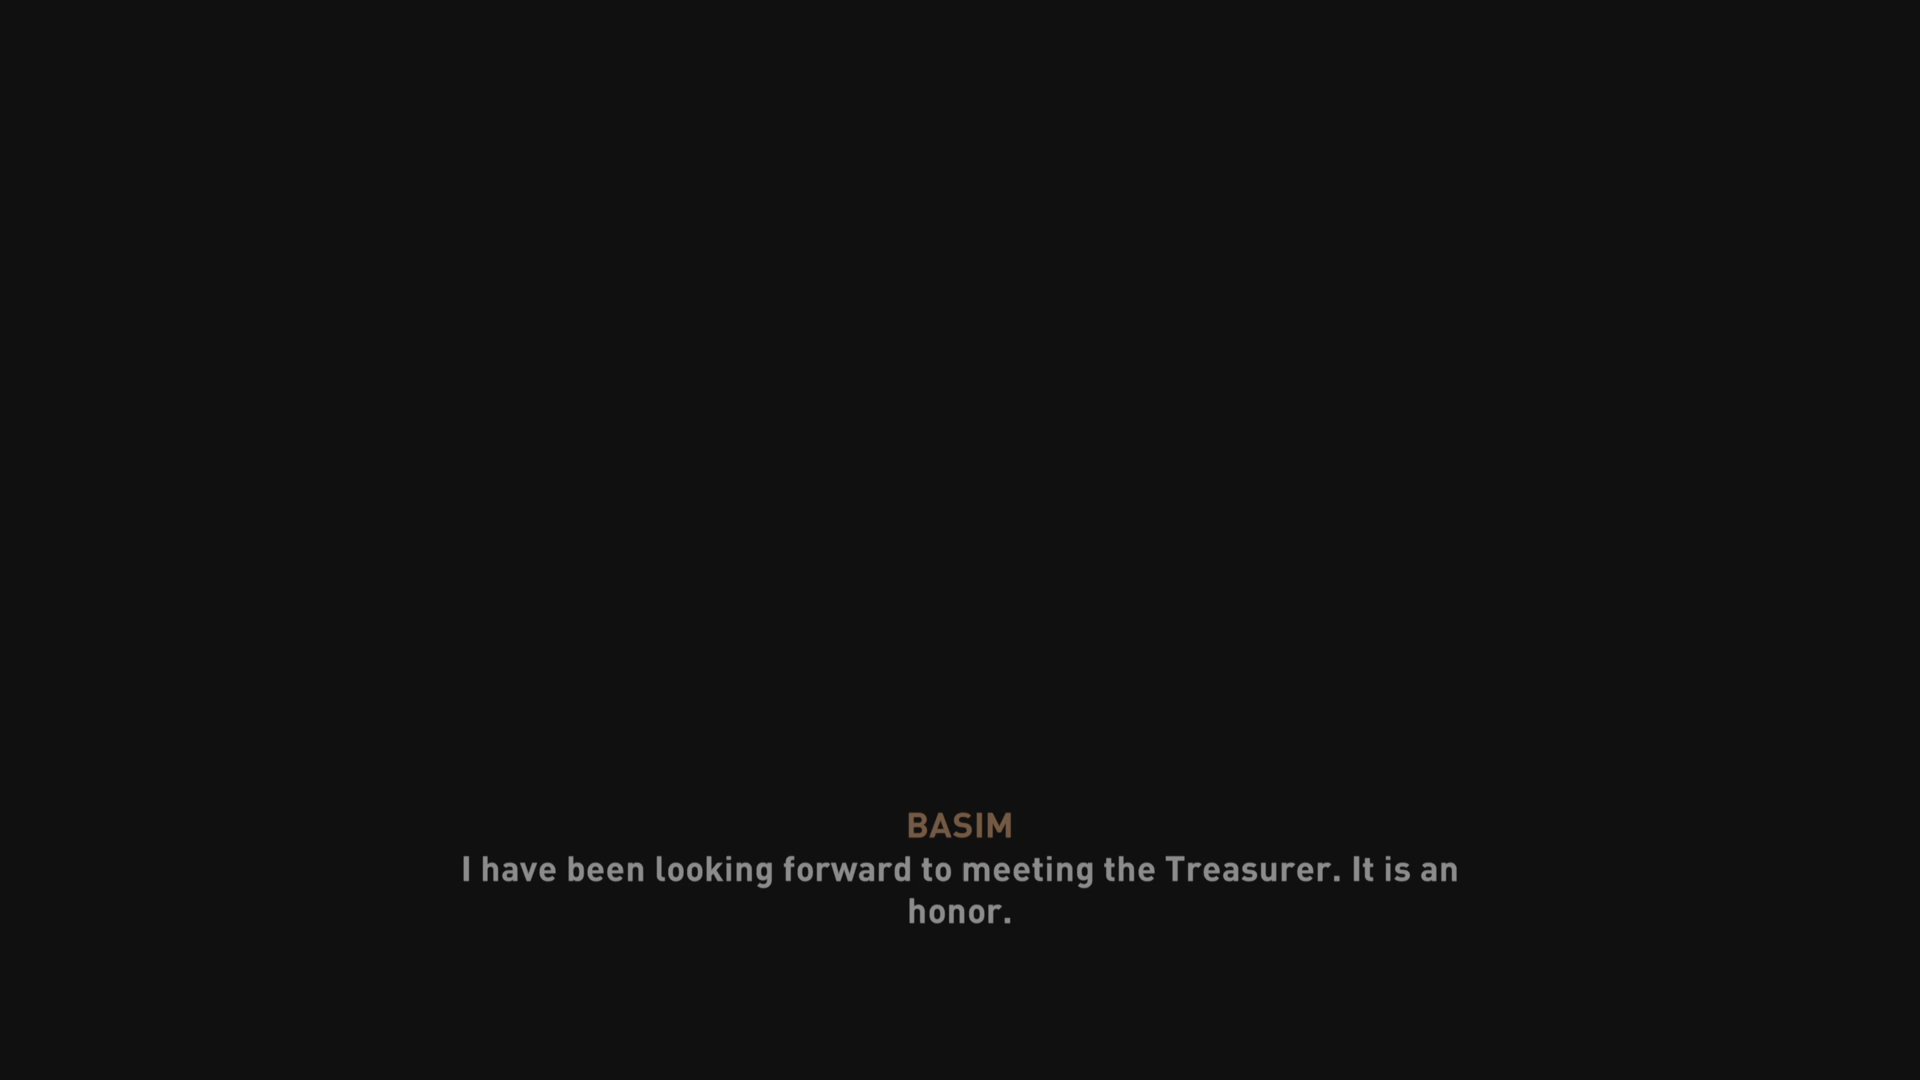 BASIM
I have been looking forward to meeting the Treasurer. It is an
honor.